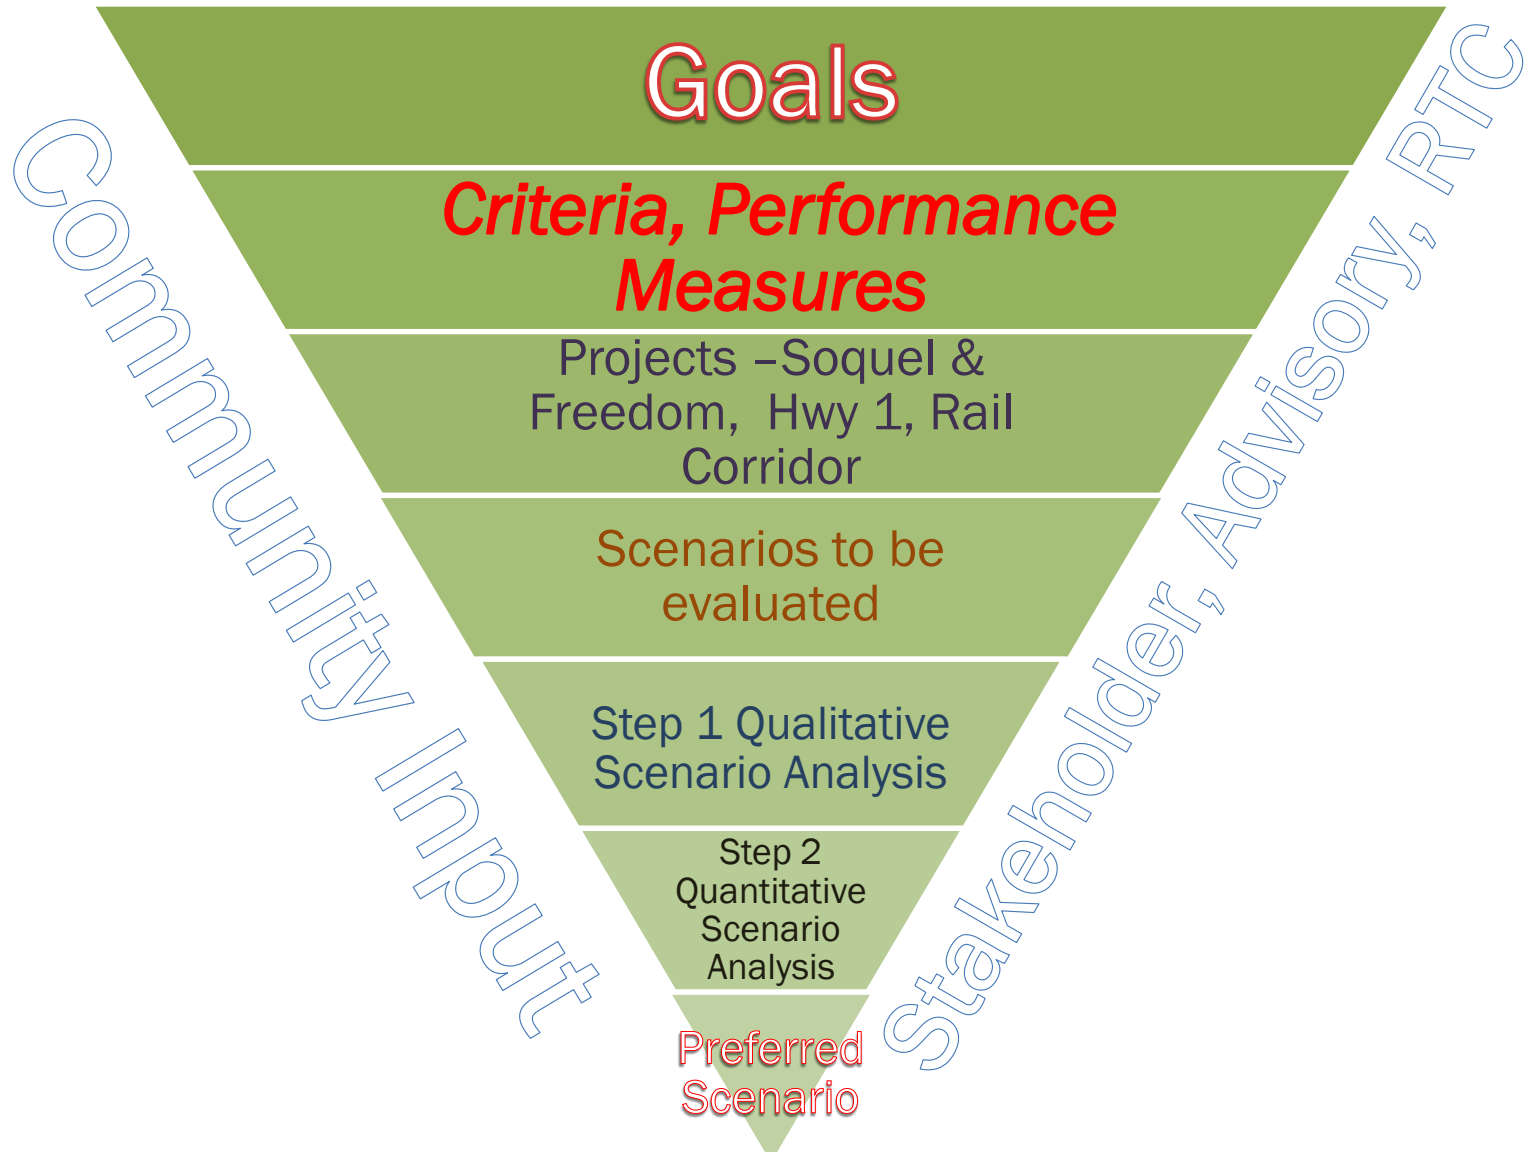 Goals
Criteria, Performance
Measures
Projects –Soquel &
Freedom,  Hwy 1, Rail
Corridor
Scenarios to be
evaluated
Step 1 Qualitative
Scenario Analysis
Step 2
Quantitative
Scenario
Analysis
Preferred
Scenario
Community Input
Stakeholder, Advisory, RTC